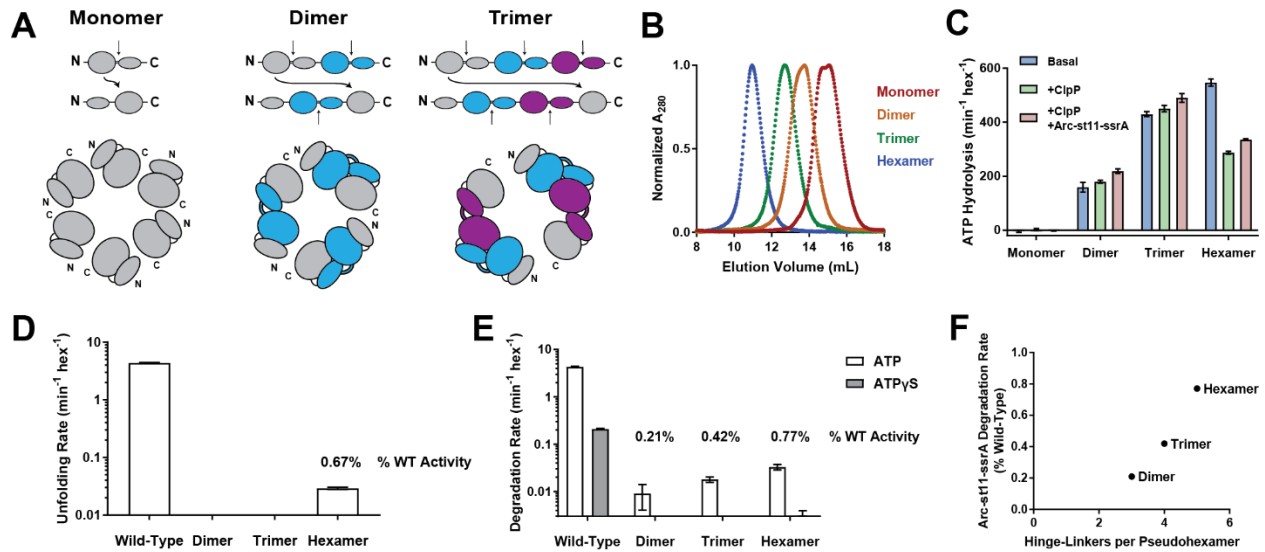 A
Monomer
Dimer
Trimer
N
C
N
C
N
C
N
C
N
C
N
C
N
C
N
C
N
C
N
C
N
C
N
C
N
C
N
C
N
C
N
C
N
C
B
Normalized A280
1.0
0.5
0.0
8 10 12 14 16 18
Elution Volume (mL)
Monomer
Dimer
Trimer
Hexamer
C
ATP Hydrolysis (min-1 hex-1)
600
400
200
0
Basal
+ClpP
+ClpP
+Arc-st11-ssrA
Monomer Dimer Trimer Hexamer
D
Unfolding Rate (min-1 hex-1)
10
1
0.1
0.01
0.67% % WT Activity
Wild-Type Dimer Trimer Hexamer
E
Degradation Rate (min-1 hex-1)
10
1
0.1
0.01
ATP
ATPγS
0.21% 0.42% 0.77% % WT Activity
Wild-Type Dimer Trimer Hexamer
F
Arc-st11-ssrA Degradation Rate
(% Wild-Type)
1.0
0.8
0.6
0.4
0.2
0.0
Hexamer
Trimer
Dimer
0 2 4 6
Hinge-Linkers per Pseudohexamer